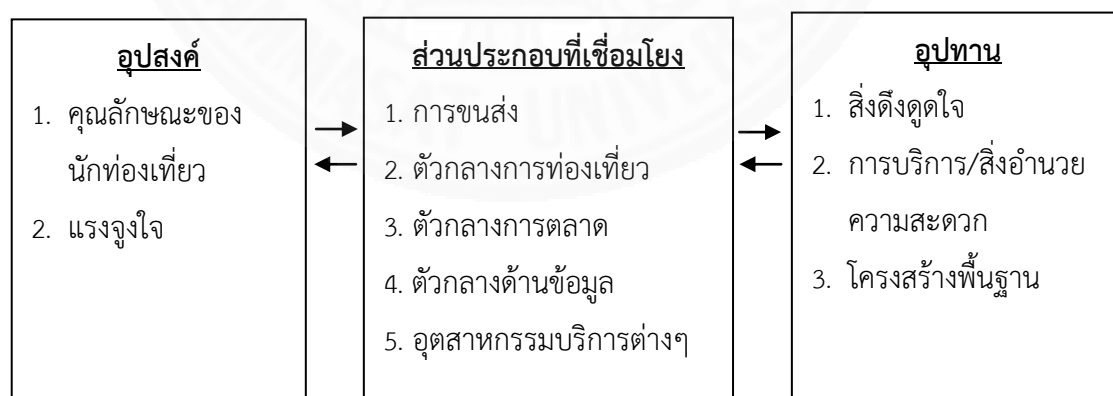 อุปสงค์
1. คุณลักษณะของ
นักท่องเที่ยว
2. แรงจูงใจ
ส่วนประกอบที่เชื่อมโยง
1. การขนส่ง
2. ตัวกลางการท่องเที่ยว
3. ตัวกลางการตลาด
4. ตัวกลางด้านข้อมูล
5. อุตสาหกรรมบริการต่างๆ
อุปทาน
1. สิ่งดึงดูดใจ
2. การบริการ/สิ่งอำนวย
ความสะดวก
3. โครงสร้างพื้นฐาน